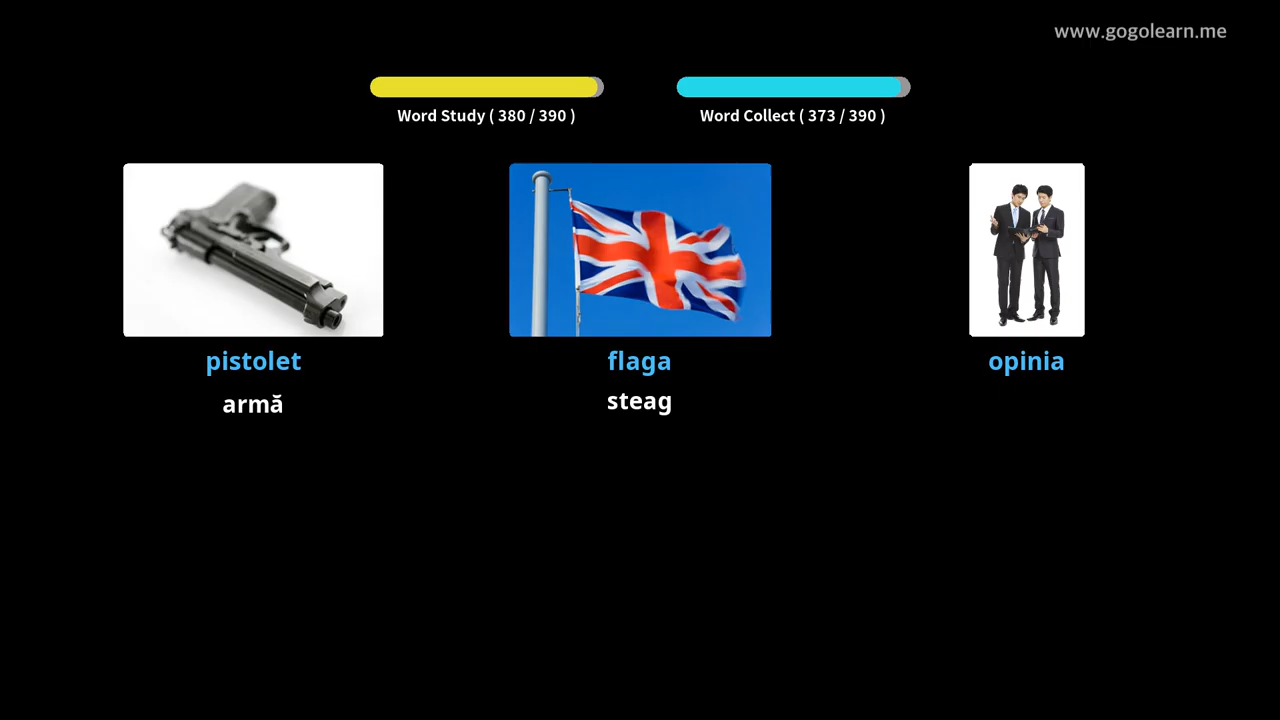 www.gogolearn.me
Word Study ( 380 / 390 )
Word Collect ( 373 / 390 )
pistolet
flaga
opinia
armă
steag